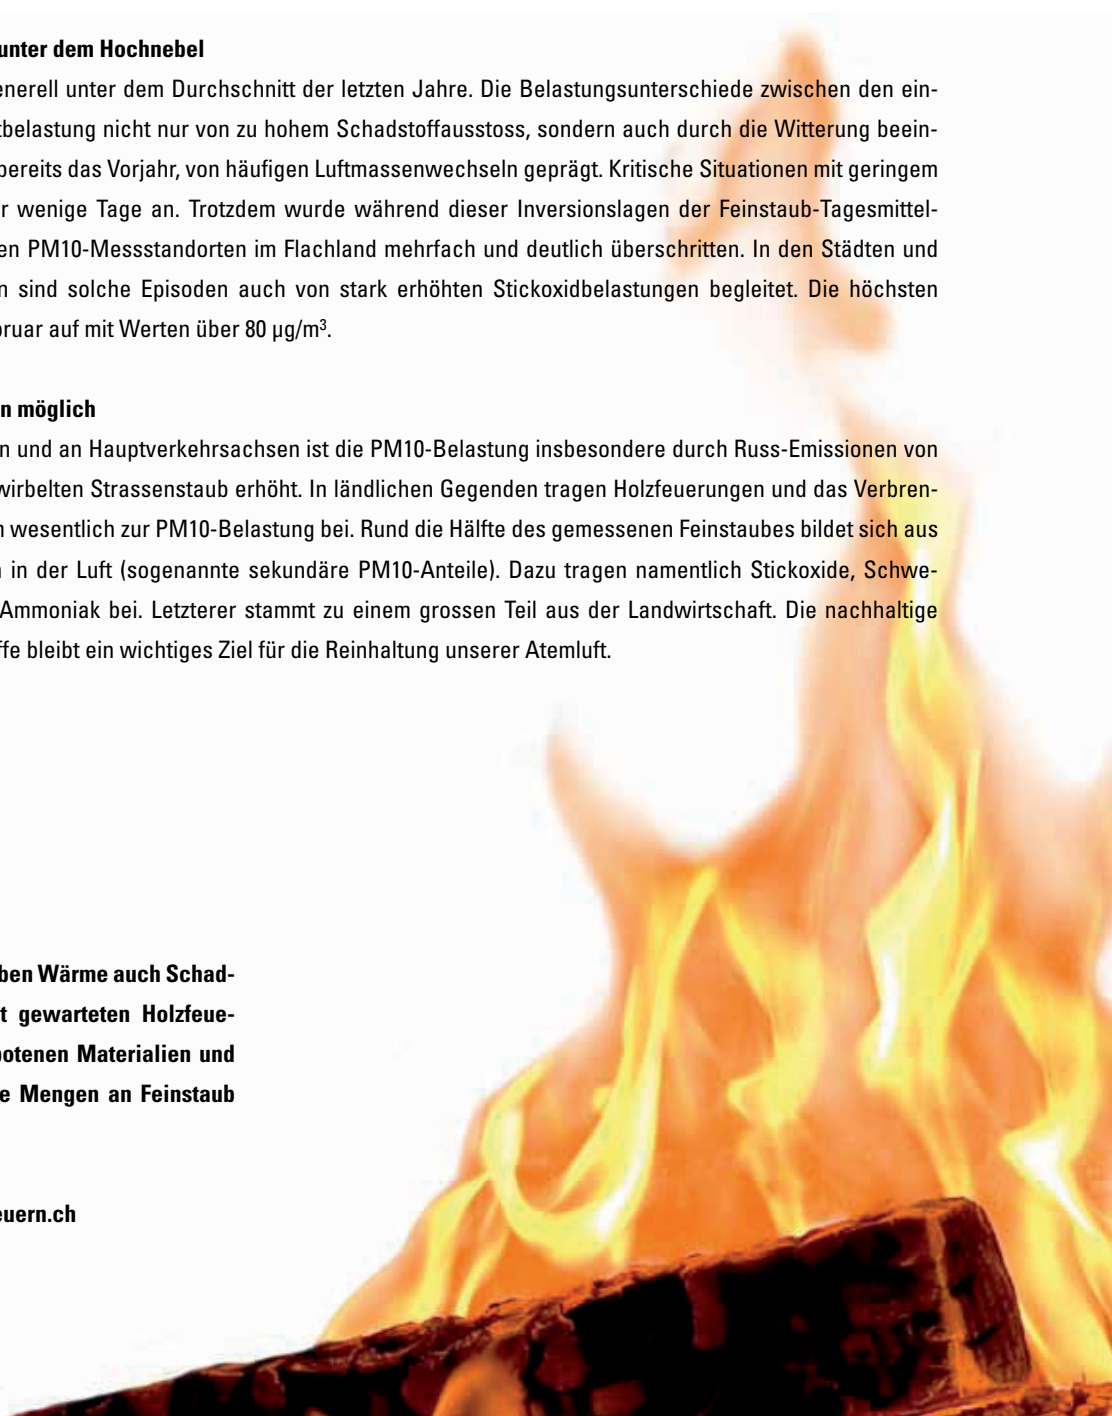 unter dem Hochnebel
enerell unter dem Durchschnitt der letzten Jahre. Die Belastungsunterschiede zwischen den ein-
tbelastung nicht nur von zu hohem Schadstoffausstoss, sondern auch durch die Witterung beein-
bereits das Vorjahr, von häufigen Luftmassenwechseln geprägt. Kritische Situationen mit geringem
r wenige Tage an. Trotzdem wurde während dieser Inversionslagen der Feinstaub-Tagesmittel-
en PM10-Messstandorten im Flachland mehrfach und deutlich überschritten. In den Städten und
n sind solche Episoden auch von stark erhöhten Stickoxidbelastungen begleitet. Die höchsten
bruar auf mit Werten über 80 µg/m³.
n möglich
n und an Hauptverkehrsachsen ist die PM10-Belastung insbesondere durch Russ-Emissionen von
wirbelten Strassenstaub erhöht. In ländlichen Gegenden tragen Holzfeuerungen und das Verbren-
n wesentlich zur PM10-Belastung bei. Rund die Hälfte des gemessenen Feinstaubes bildet sich aus
n in der Luft (sogenannte sekundäre PM10-Anteile). Dazu tragen namentlich Stickoxide, Schwe-
Ammoniak bei. Letzterer stammt zu einem grossen Teil aus der Landwirtschaft. Die nachhaltige
ffe bleibt ein wichtiges Ziel für die Reinhaltung unserer Atemluft.
ben Wärme auch Schad-
t gewarteten Holzfeue-
botenen Materialien und
e Mengen an Feinstaub
euern.ch